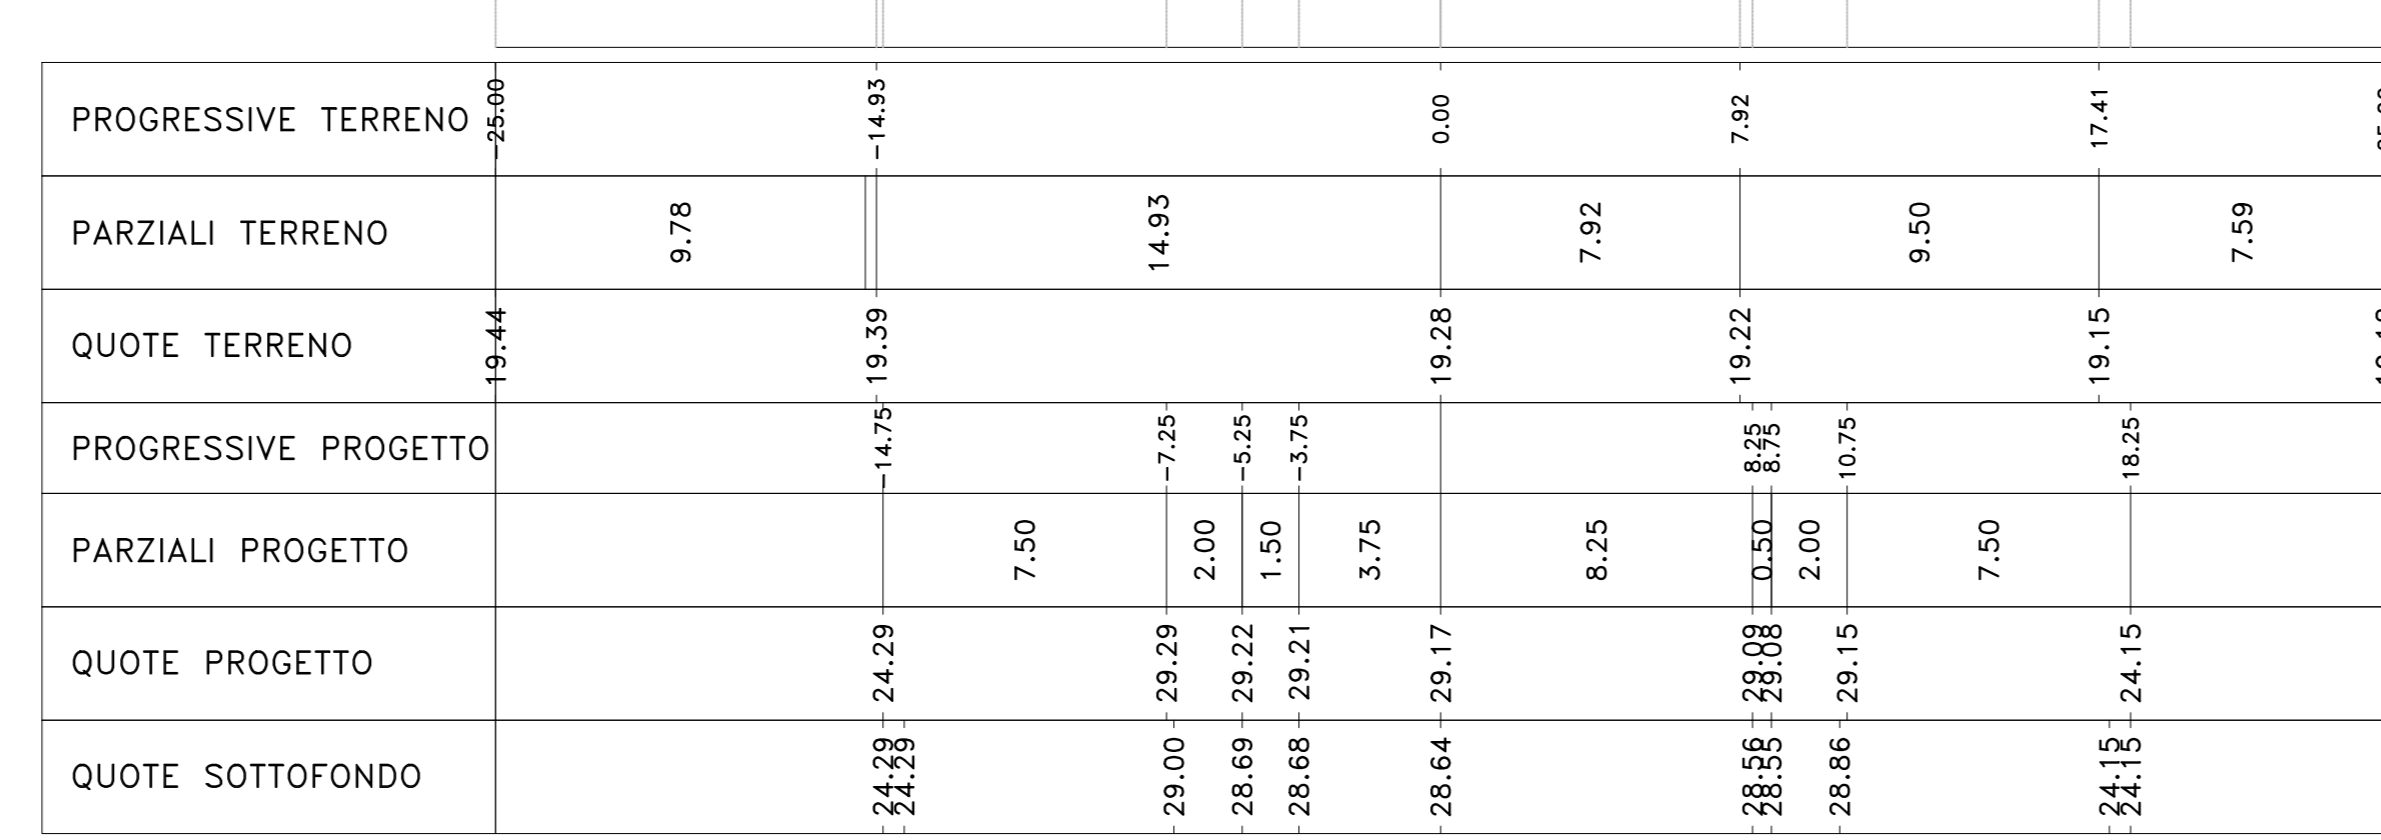 PROGRESSIVE TERRENO -25.00 -14.93 0.00 7.92 17.41
PARZIALI TERRENO 9.78 14.93 7.92 9.50 7.59
QUOTE TERRENO 19.44 19.39 19.28 19.22 19.15
PROGRESSIVE PROGETTO -14.75 -7.25 -5.25 -3.75 8.25 8.75 10.75 18.25
PARZIALI PROGETTO 7.50 2.00 1.50 3.75 8.25 0.50 2.00 7.50
QUOTE PROGETTO 24.29 29.29 29.22 29.21 29.17 29.09 29.08 29.15 24.15
QUOTE SOTTOFONDO 24.29 24.29 29.00 28.69 28.68 28.64 28.56 28.55 28.86 24.15 24.15